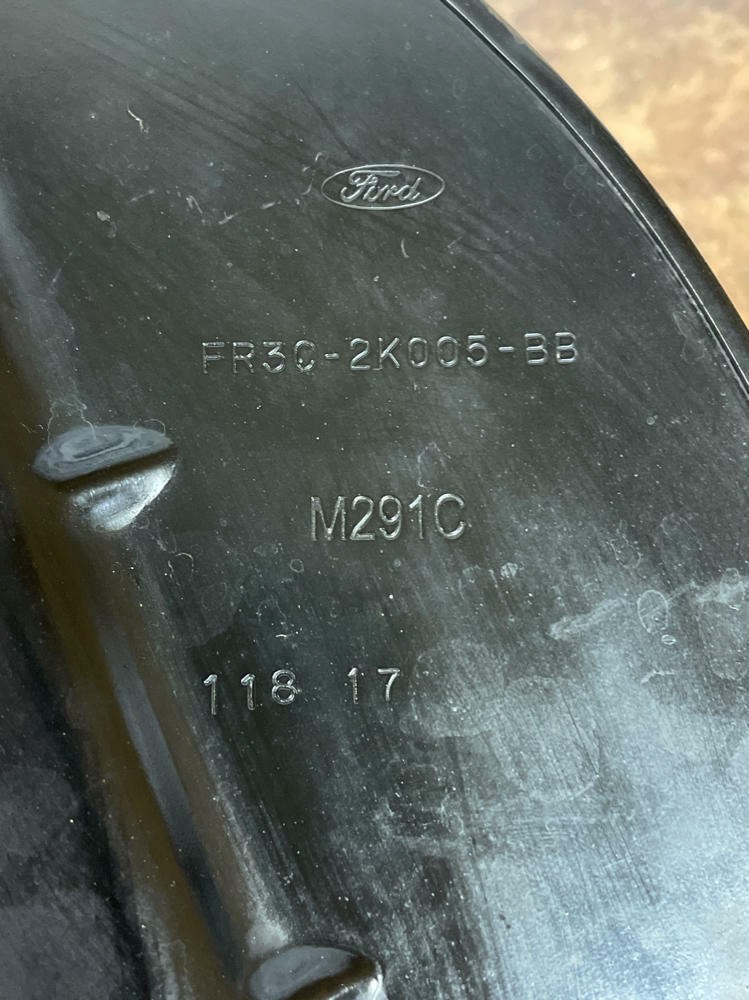 Ford
FR3C-2K005-BB
M291C
118 17